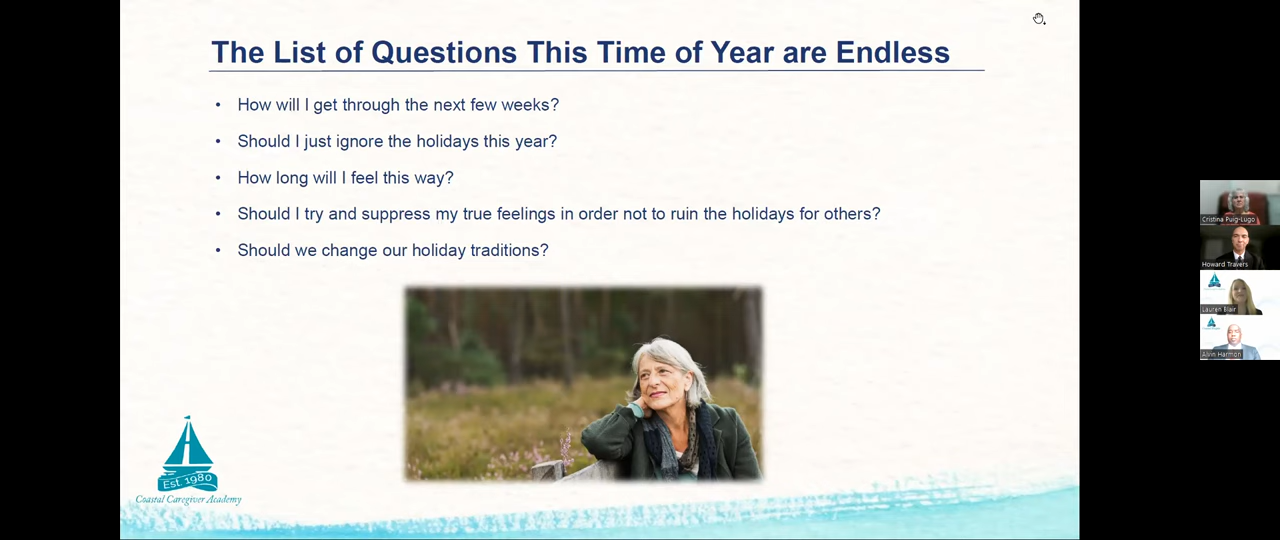 The List of Questions This Time of Year are Endless
• How will I get through the next few weeks?
• Should I just ignore the holidays this year?
• How long will I feel this way?
• Should I try and suppress my true feelings in order not to ruin the holidays for others?
• Should we change our holiday traditions?
Est 1980
Coastal Caregiver Academy
Cristina Puig-Lugo
Howard Travers
Lauren Blair
Alvin Harmon